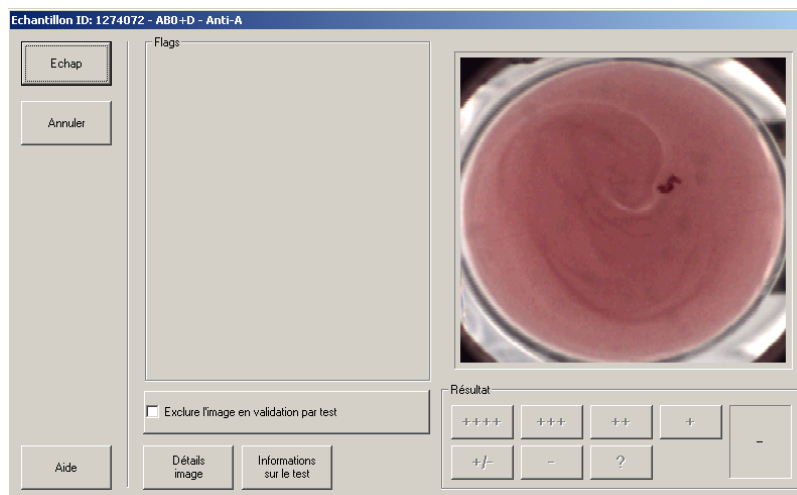 Echantillon ID: 1274072 - AB0+D - Anti-A
Echap
Annuler
Aide
Flags
Exclure l'image en validation par test
Détails
image
Informations
sur le test
Résultat
++++ +++ ++ +
+/- - ?
-